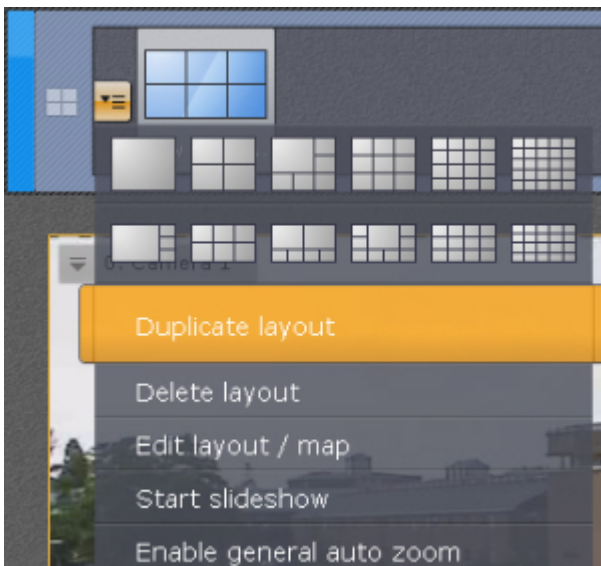 0. Camera 1
Duplicate layout
Delete layout
Edit layout / map
Start slideshow
Enable general auto zoom